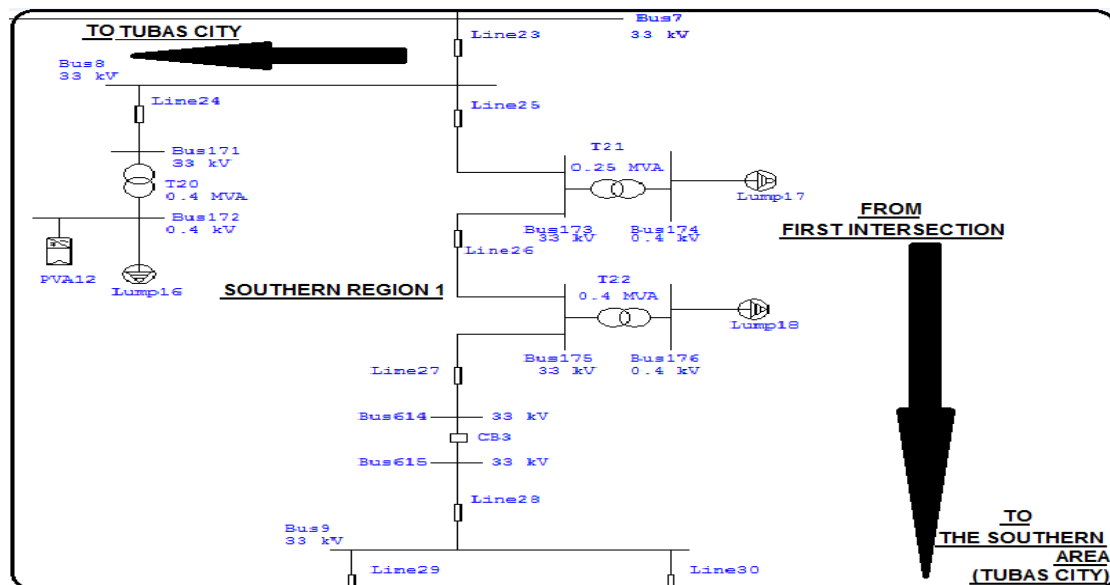 Bus7
33 kV
TO TUBAS CITY
Line23
Bus8
33 kV
Line24
Line25
Bus171
33 kV
T20
0.4 MVA
Bus172
0.4 kV
PVA12
Lump16
T21
0.25 MVA
Lump17
Bus173
33 kV
Bus174
0.4 kV
Line26
FROM
FIRST INTERSECTION
SOUTHERN REGION 1
T22
0.4 MVA
Lump18
Bus175
33 kV
Bus176
0.4 kV
Line27
Bus614
33 kV
CB3
Bus615
33 kV
Line28
Bus9
33 kV
Line29
Line30
TO
THE SOUTHERN
AREA
(TUBAS CITY)